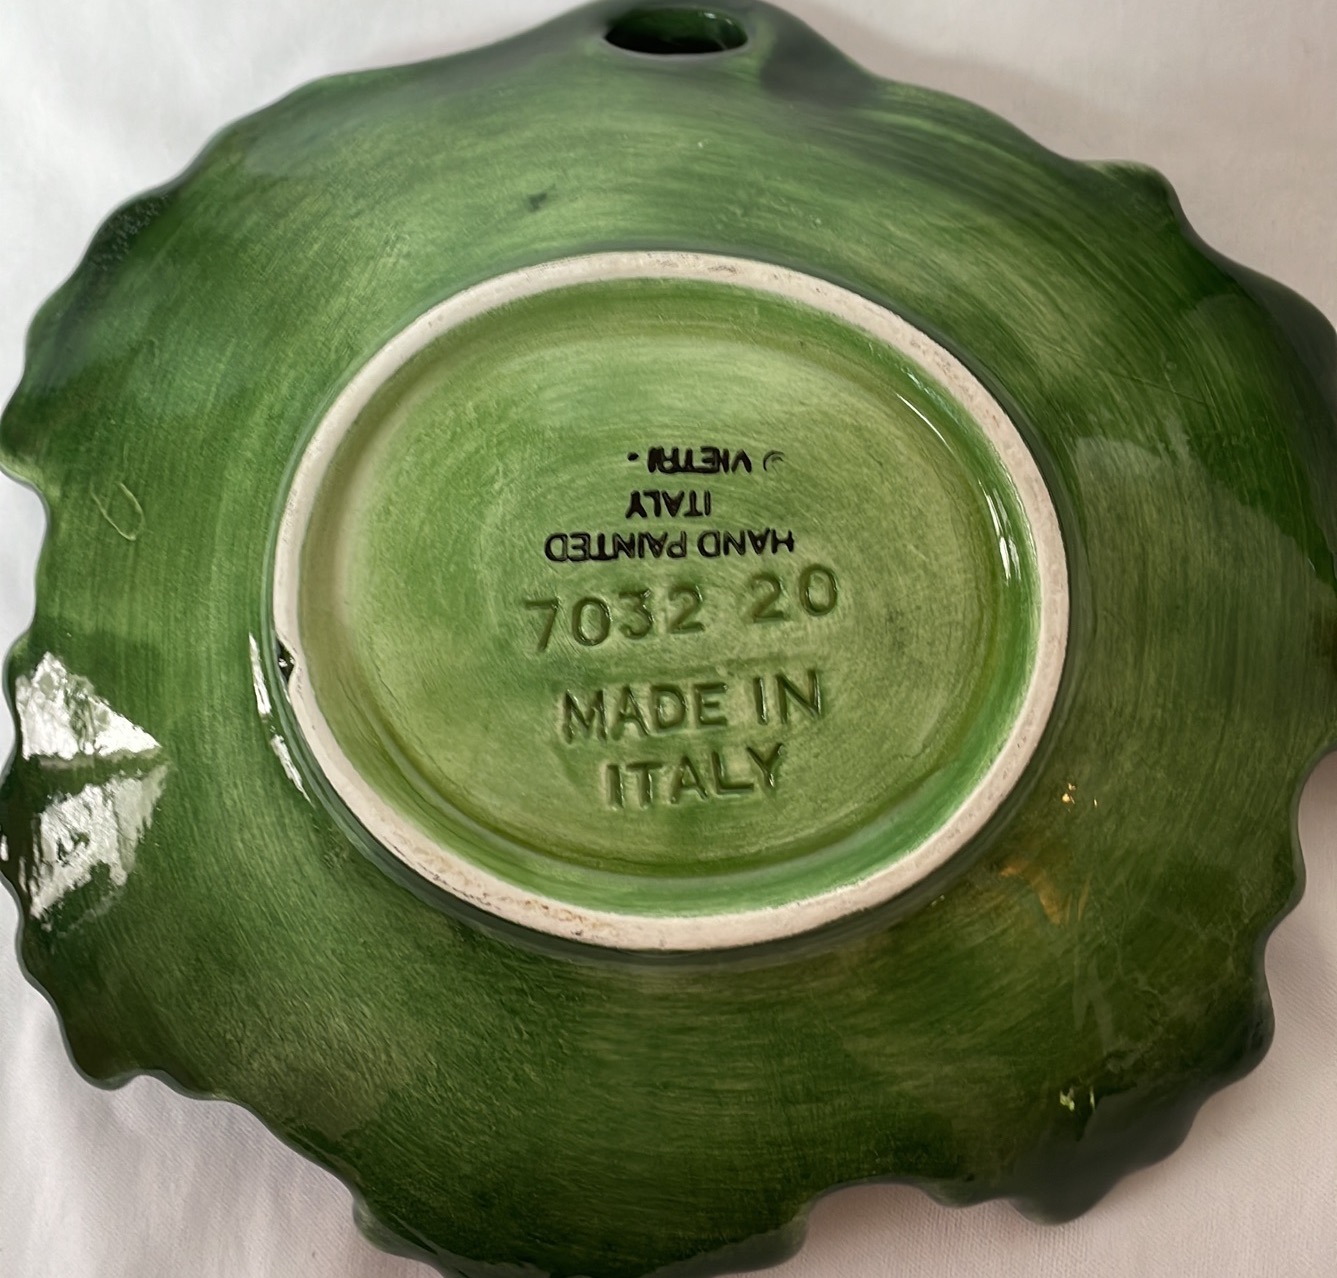 7032 20
MADE IN
ITALY
HAND PAINTED
ITALY
VIETRI